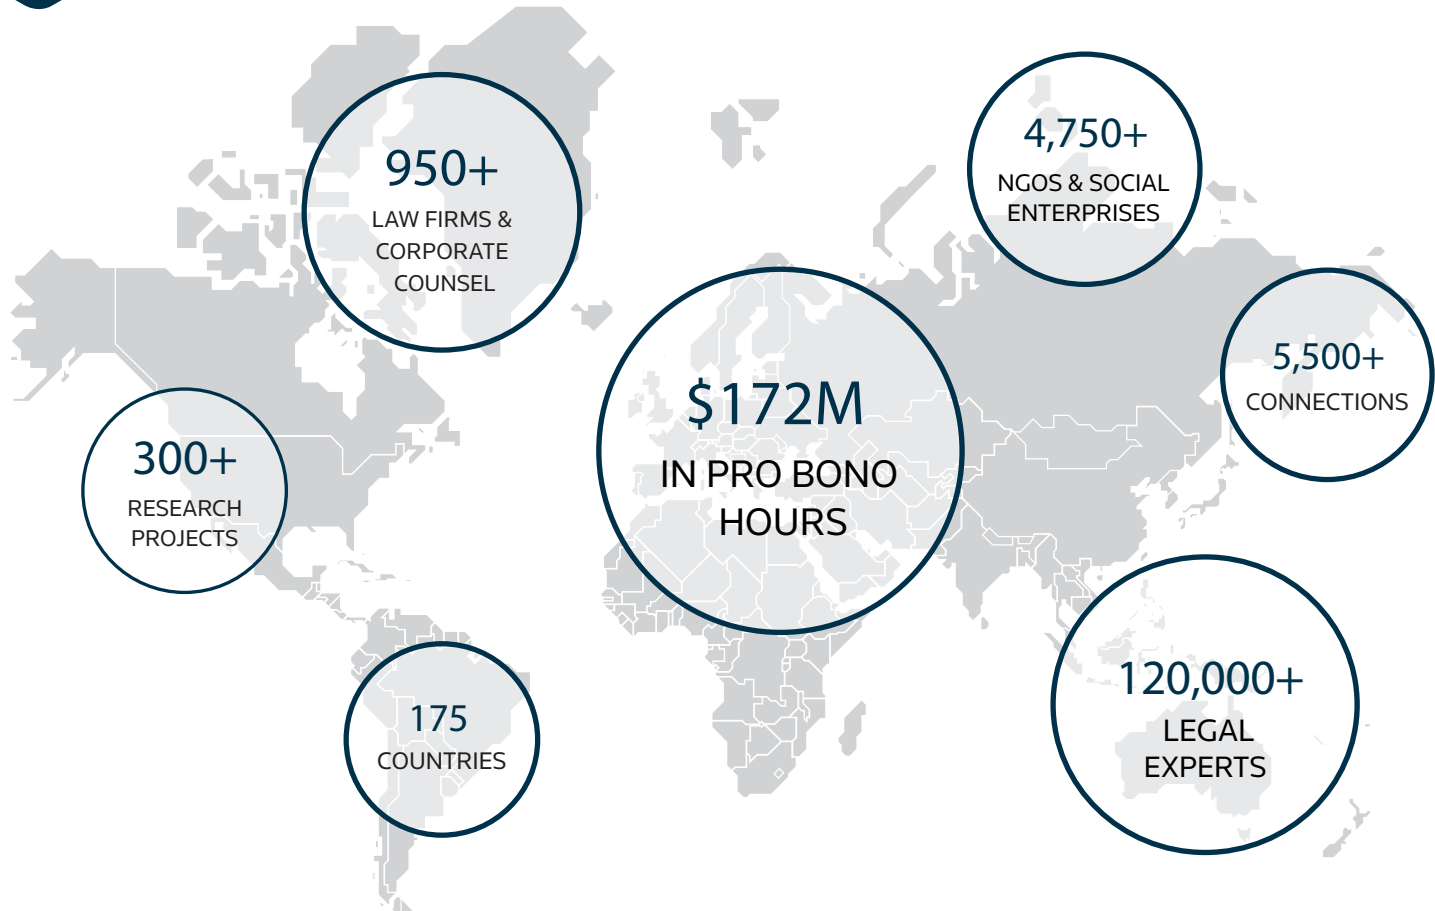 950+
LAW FIRMS &
CORPORATE
COUNSEL
4,750+
NGOS & SOCIAL
ENTERPRISES
$172M
IN PRO BONO
HOURS
5,500+
CONNECTIONS
300+
RESEARCH
PROJECTS
175
COUNTRIES
120,000+
LEGAL
EXPERTS